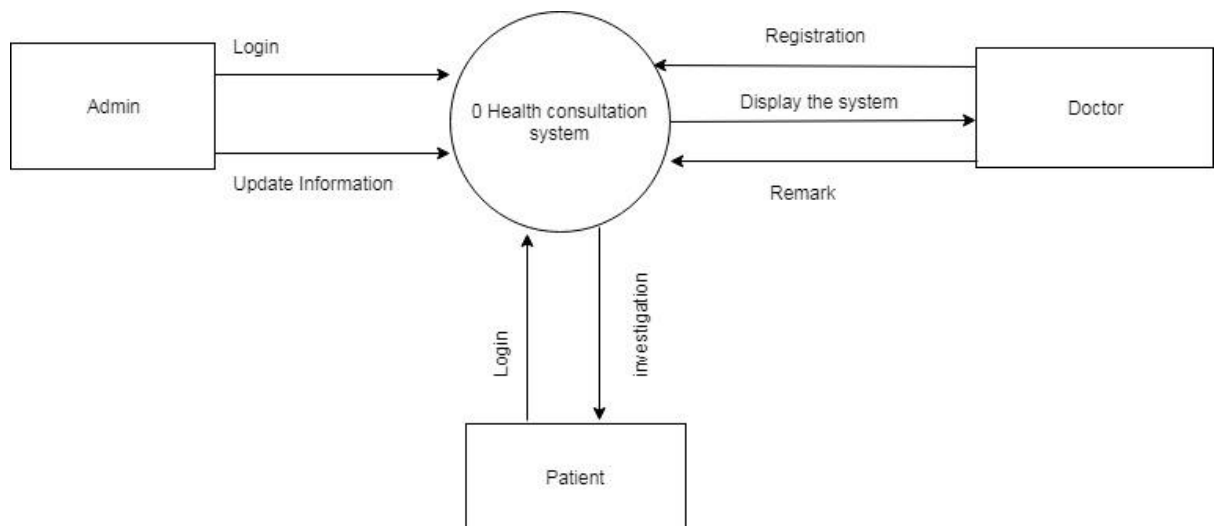 Login
Admin
Update Information
0 Health consultation
system
Registration
Display the system
Remark
Doctor
Login
investigation
Patient